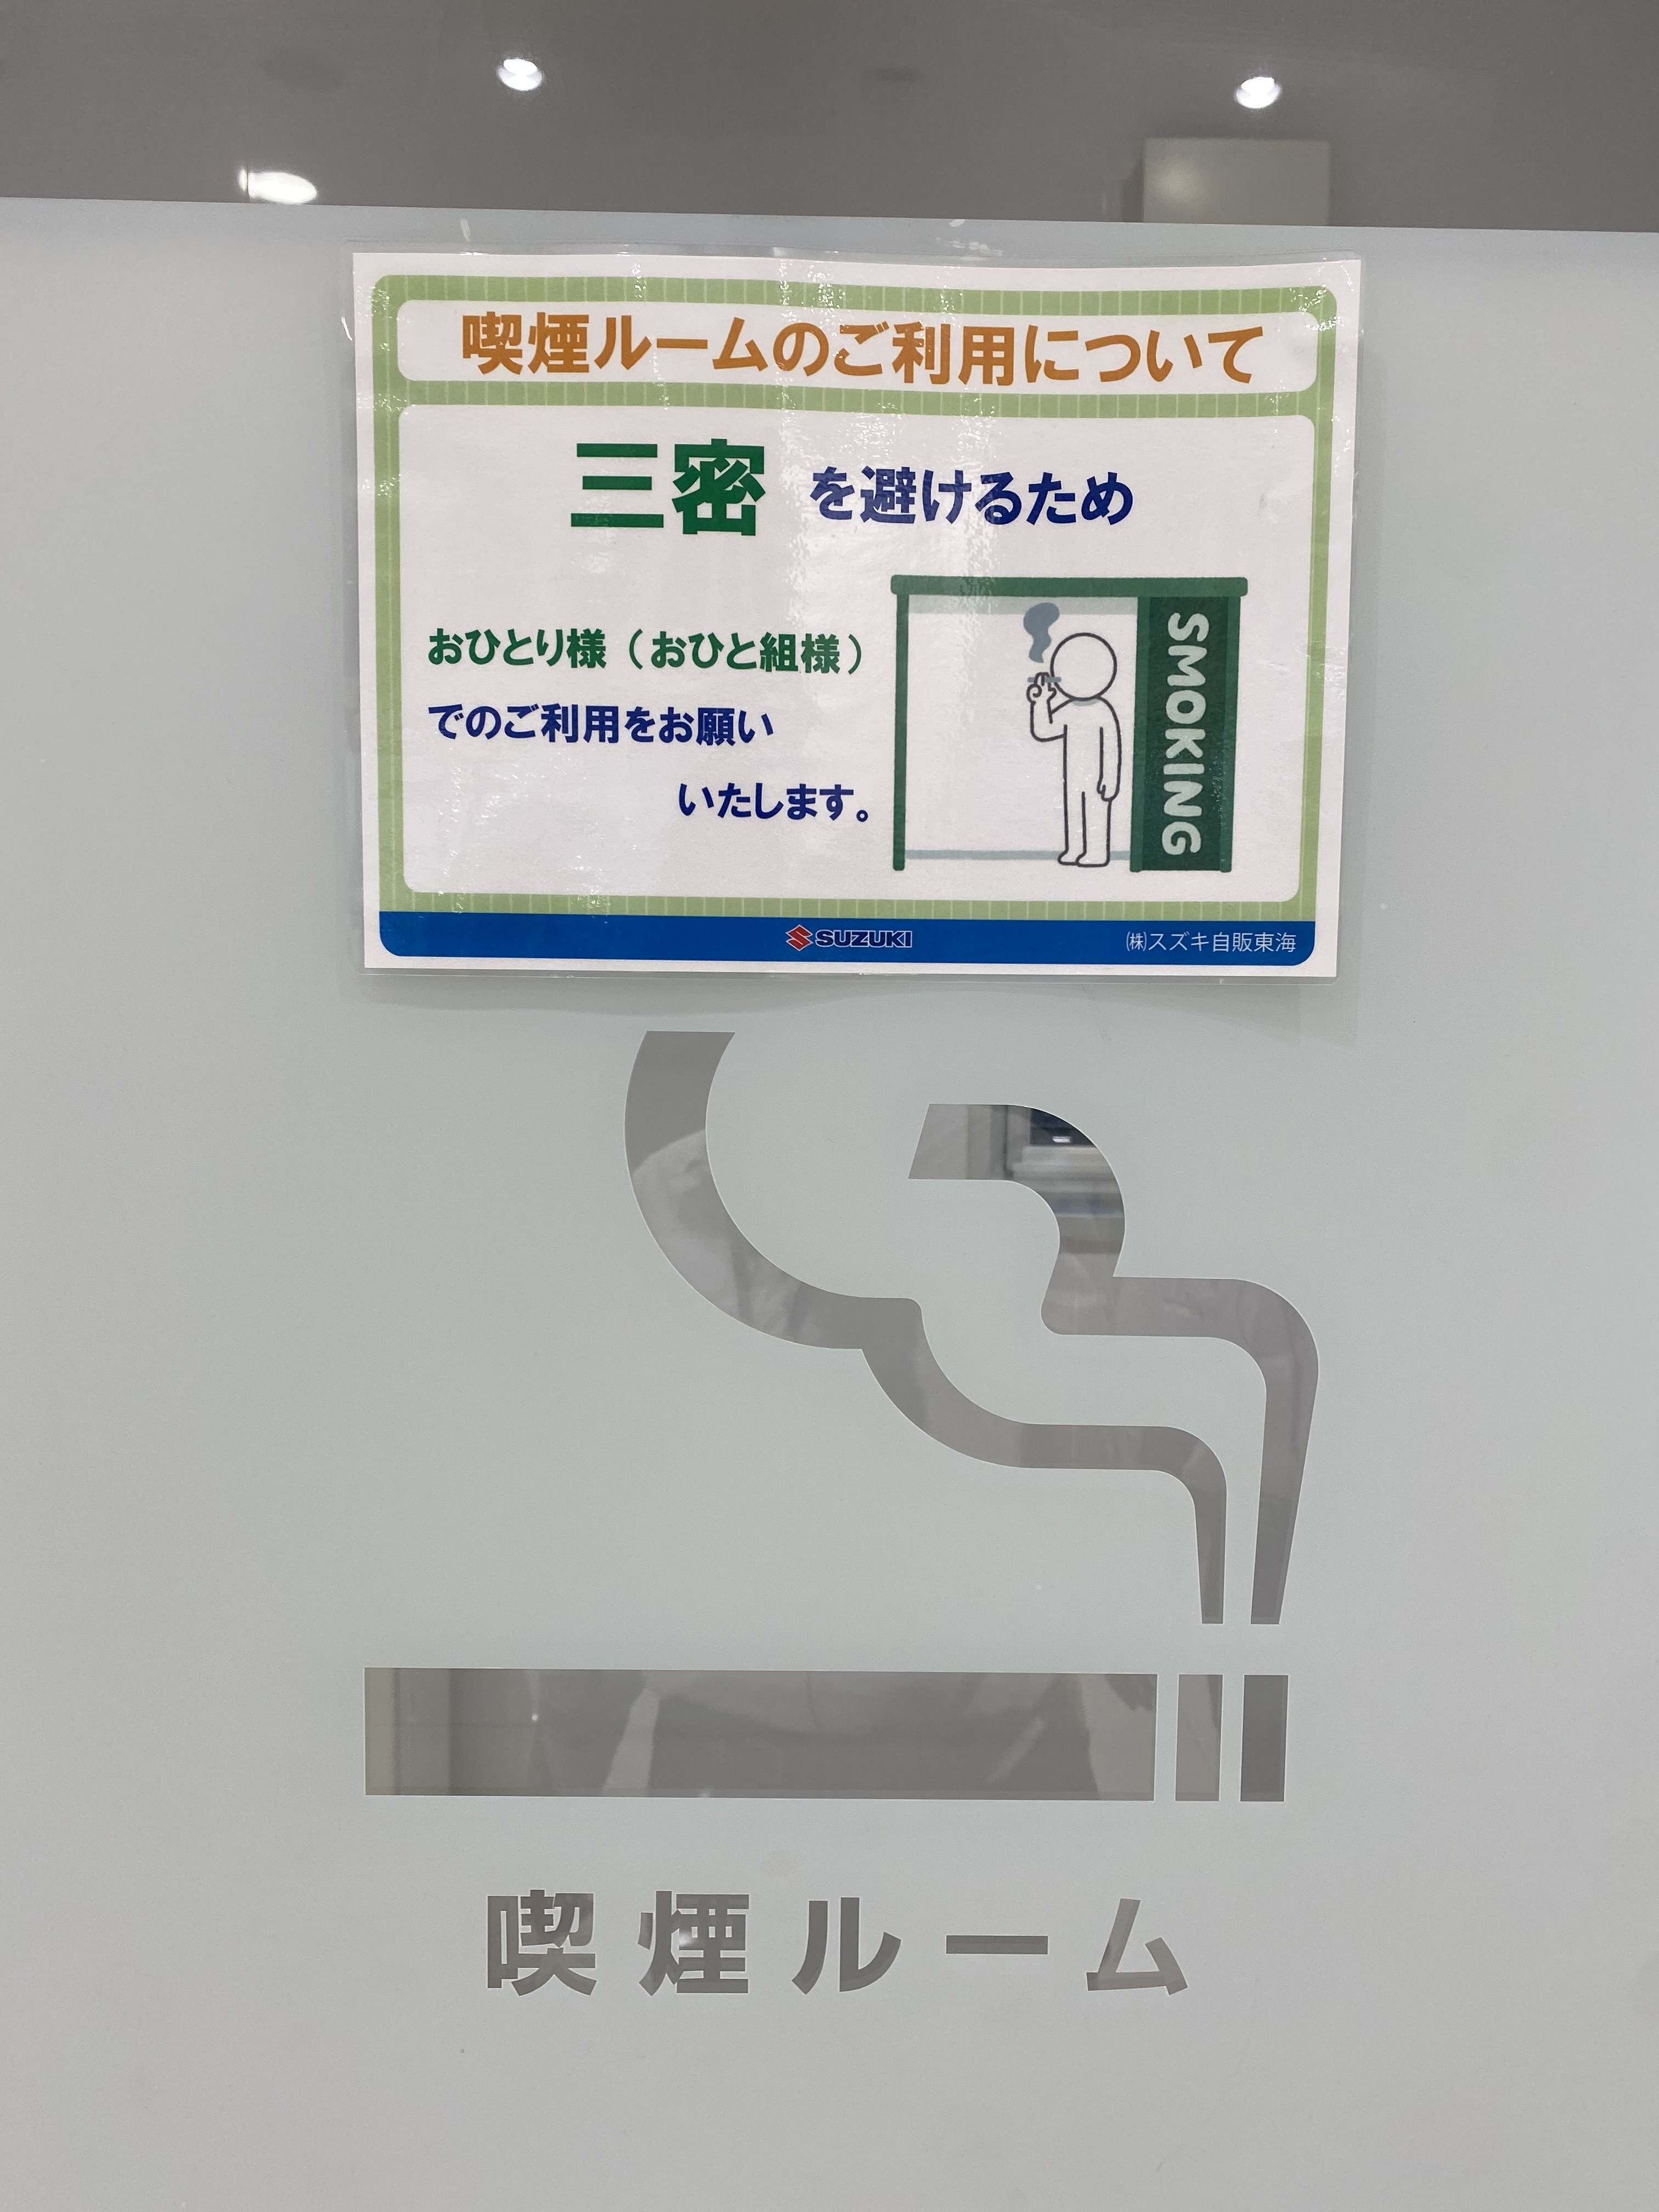 喫煙ルームのご利用について
三密 を避けるため
おひとり様（おひと組様）
でのご利用をお願い
いたします。
SMOKING
SUZUKI
㈱スズキ自販東海
喫煙ルーム